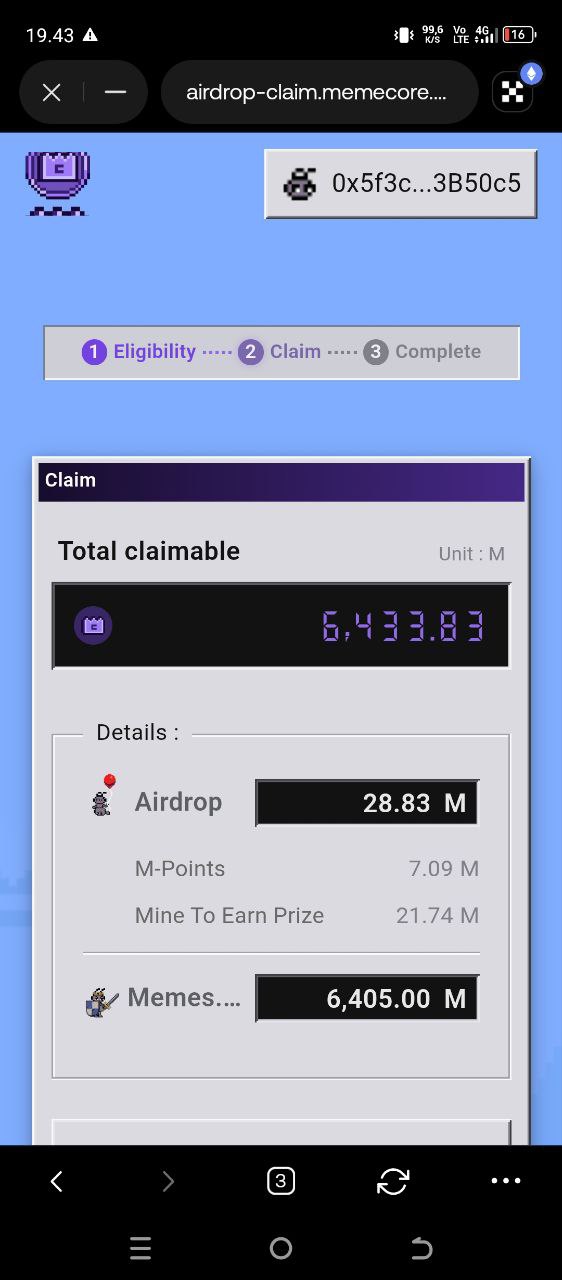 19.43
99,6 K/S Vo LTE 4G 16
airdrop-claim.memecore....
0x5f3c...3B50c5
1 Eligibility ····· 2 Claim ····· 3 Complete
Claim
Total claimable Unit : M
6,433.83
Details :
Airdrop 28.83 M
M-Points 7.09 M
Mine To Earn Prize 21.74 M
Memes.... 6,405.00 M
3